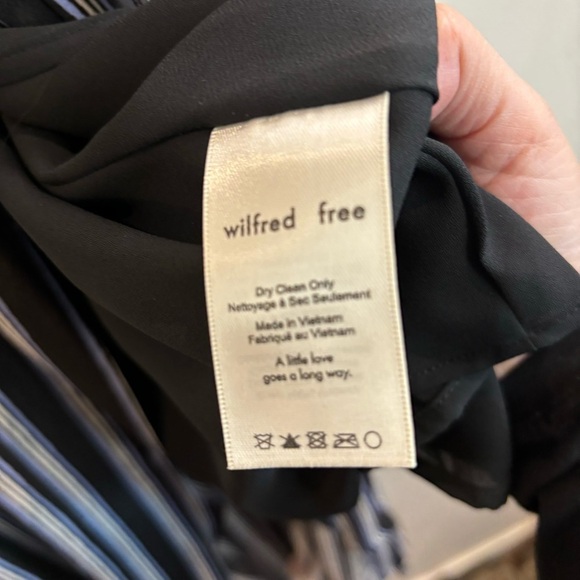 wilfred free
Dry Clean Only
Nettoyage à Sec Seulement
Made in Vietnam
Fabriqué au Vietnam
A little love
goes a long way.